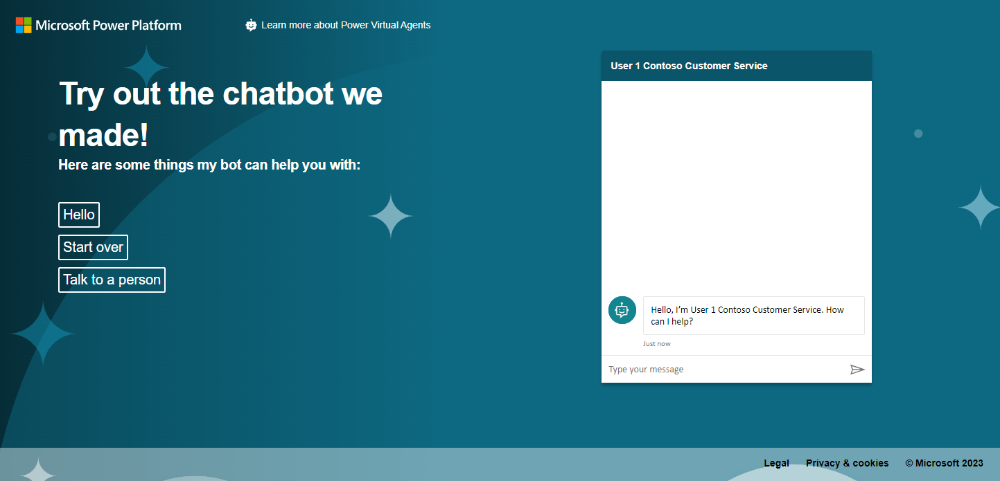 Microsoft Power Platform
Learn more about Power Virtual Agents
Try out the chatbot we
made!
Here are some things my bot can help you with:
Hello
Start over
Talk to a person
User 1 Contoso Customer Service
Hello, I’m User 1 Contoso Customer Service. How
can I help?
Just now
Type your message
Legal Privacy & cookies © Microsoft 2023